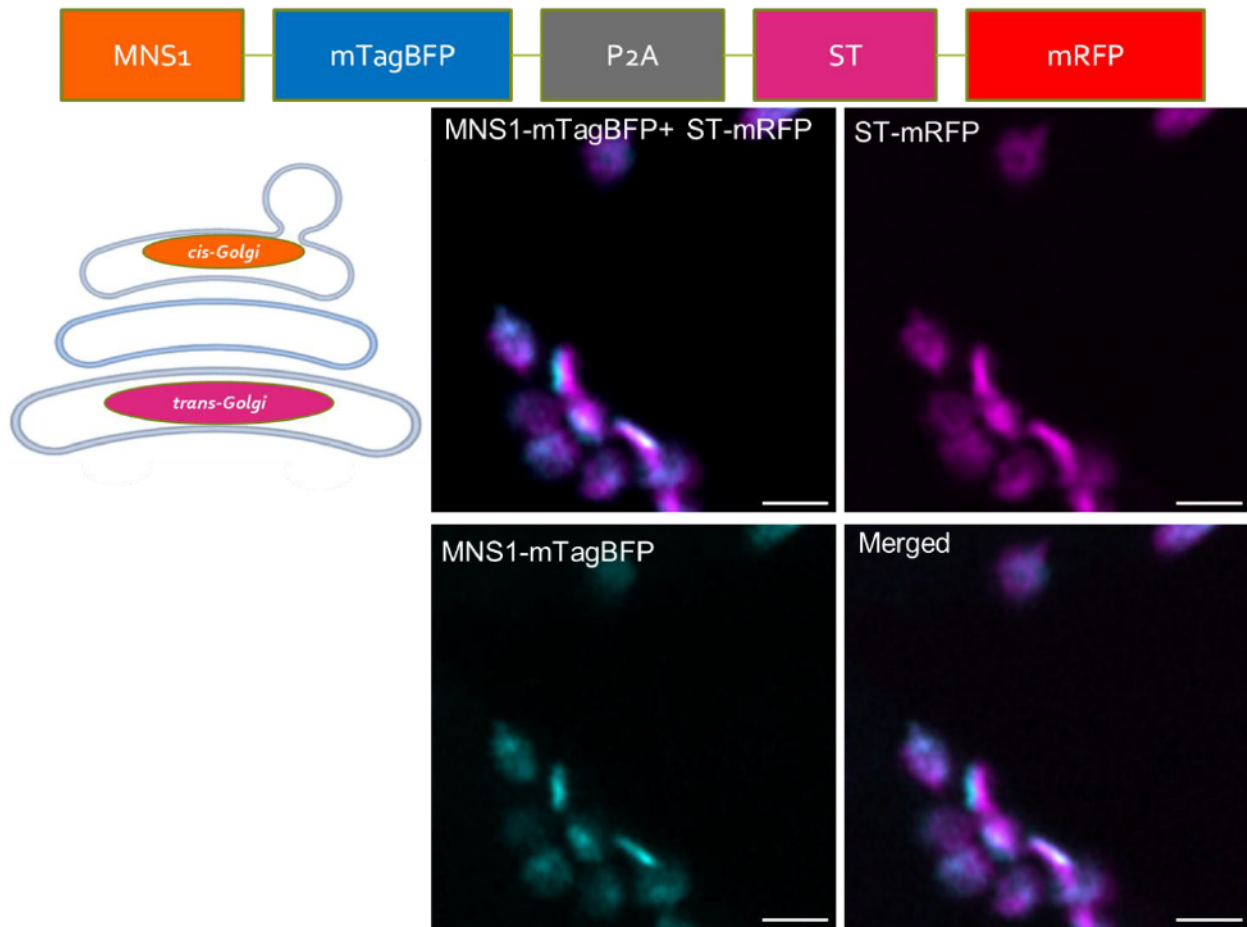 MNS1
mTagBFP
P2A
ST
mRFP
MNS1-mTagBFP+ ST-mRFP
ST-mRFP
cis-Golgi
trans-Golgi
MNS1-mTagBFP
Merged